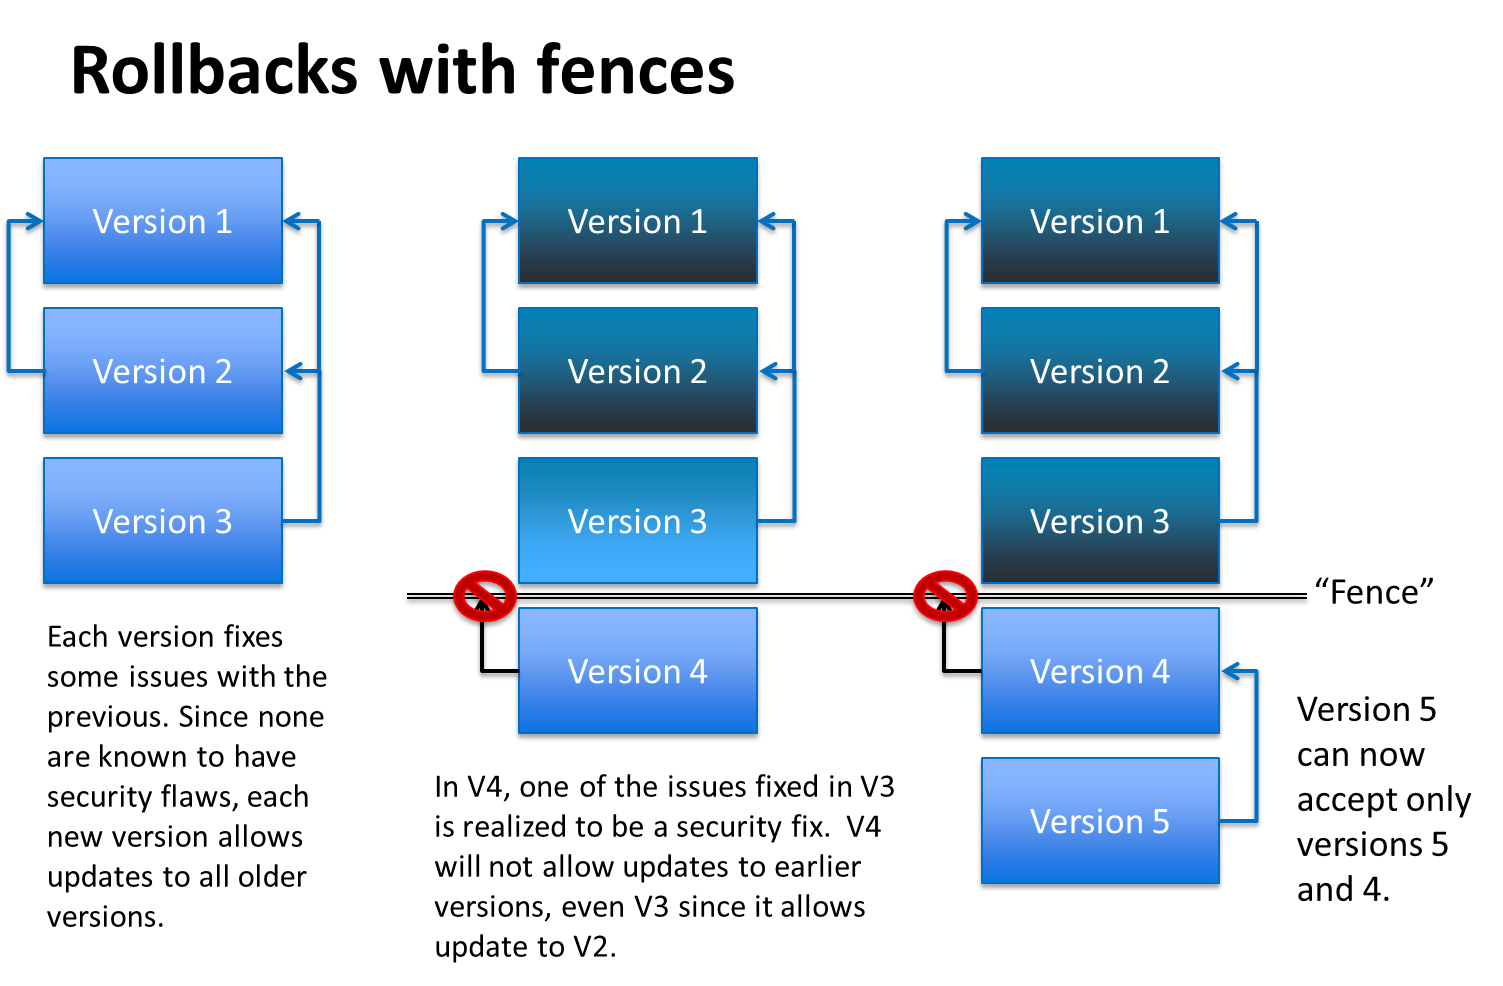 Rollbacks with fences
Version 1
Version 2
Version 3
Each version fixes
some issues with the
previous. Since none
are known to have
security flaws, each
new version allows
updates to all older
versions.
Version 1
Version 2
Version 3
Version 4
In V4, one of the issues fixed in V3
is realized to be a security fix.  V4
will not allow updates to earlier
versions, even V3 since it allows
update to V2.
Version 1
Version 2
Version 3
“Fence”
Version 4
Version 5
Version 5
can now
accept only
versions 5
and 4.